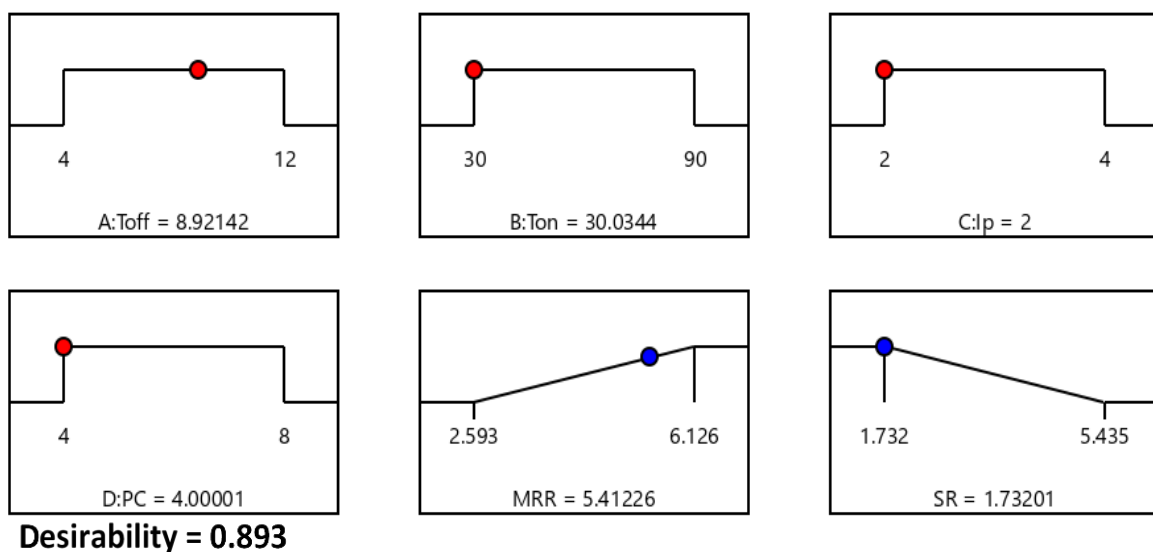 4 12
A:Toff = 8.92142
30 90
B:Ton = 30.0344
2 4
C:Ip = 2
4 8
D:PC = 4.00001
2.593 6.126
MRR = 5.41226
1.732 5.435
SR = 1.73201
Desirability = 0.893